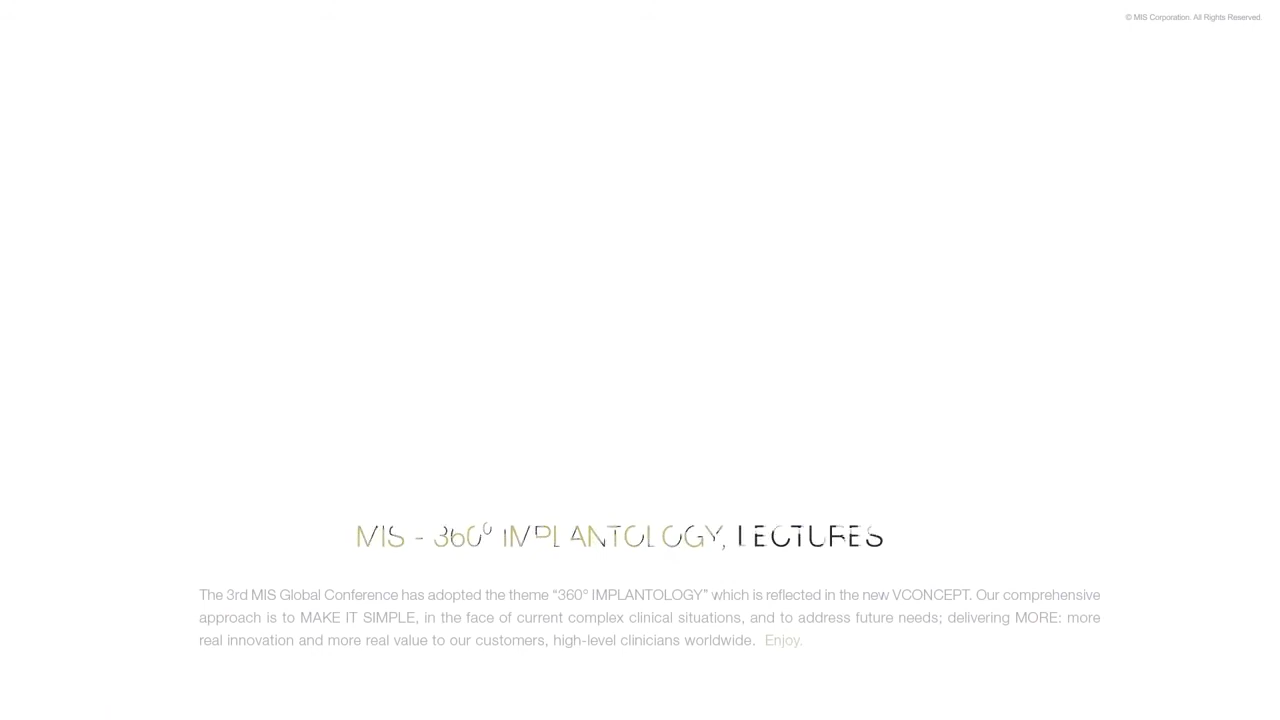 © MIS Corporation. All Rights Reserved
MIS - 360⁰ IMPLANTOLOGY, LECTURES
The 3rd MIS Global Conference has adopted the theme “360° IMPLANTOLOGY” which is reflected in the new VCONCEPT. Our comprehensive
approach is to MAKE IT SIMPLE, in the face of current complex clinical situations, and to address future needs; delivering MORE: more
real innovation and more real value to our customers, high-level clinicians worldwide. Enjoy.